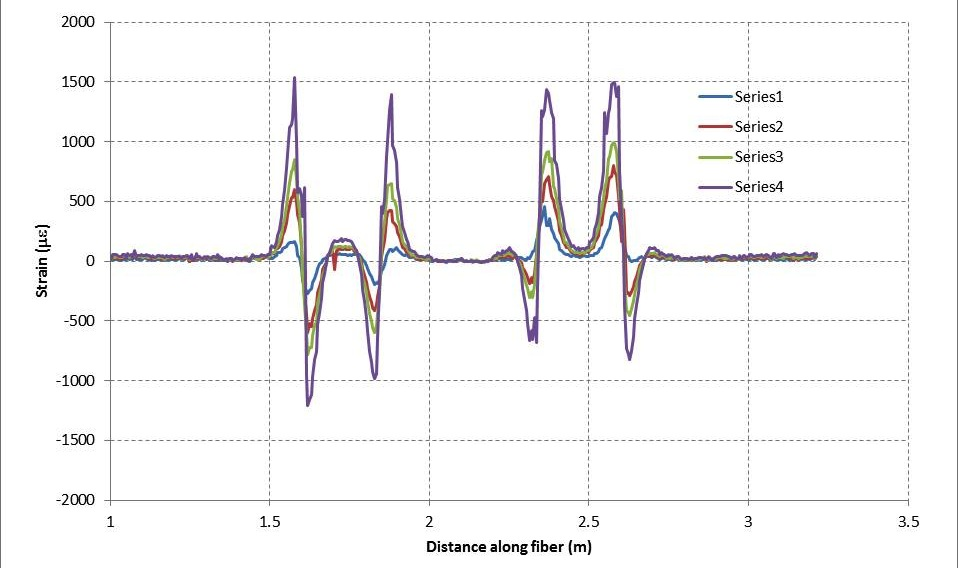 2000
1500
1000
500
0
-500
-1000
-1500
-2000
Strain (με)
Series1
Series2
Series3
Series4
1 1.5 2 2.5 3 3.5
Distance along fiber (m)